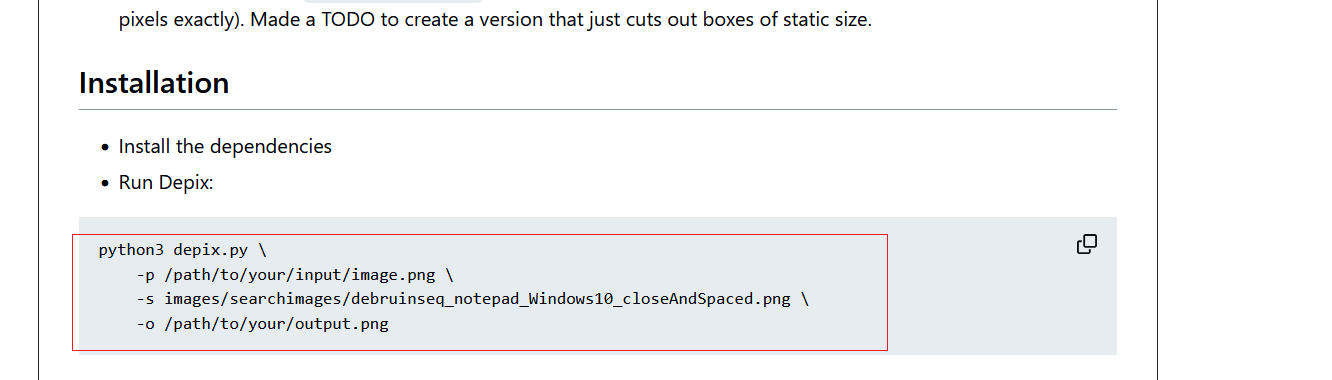 pixels exactly). Made a TODO to create a version that just cuts out boxes of static size.
Installation
Install the dependencies
Run Depix:
python3 depix.py \
-p /path/to/your/input/image.png \
-s images/searchimages/debruinseq_notepad_Windows10_closeAndSpaced.png \
-o /path/to/your/output.png